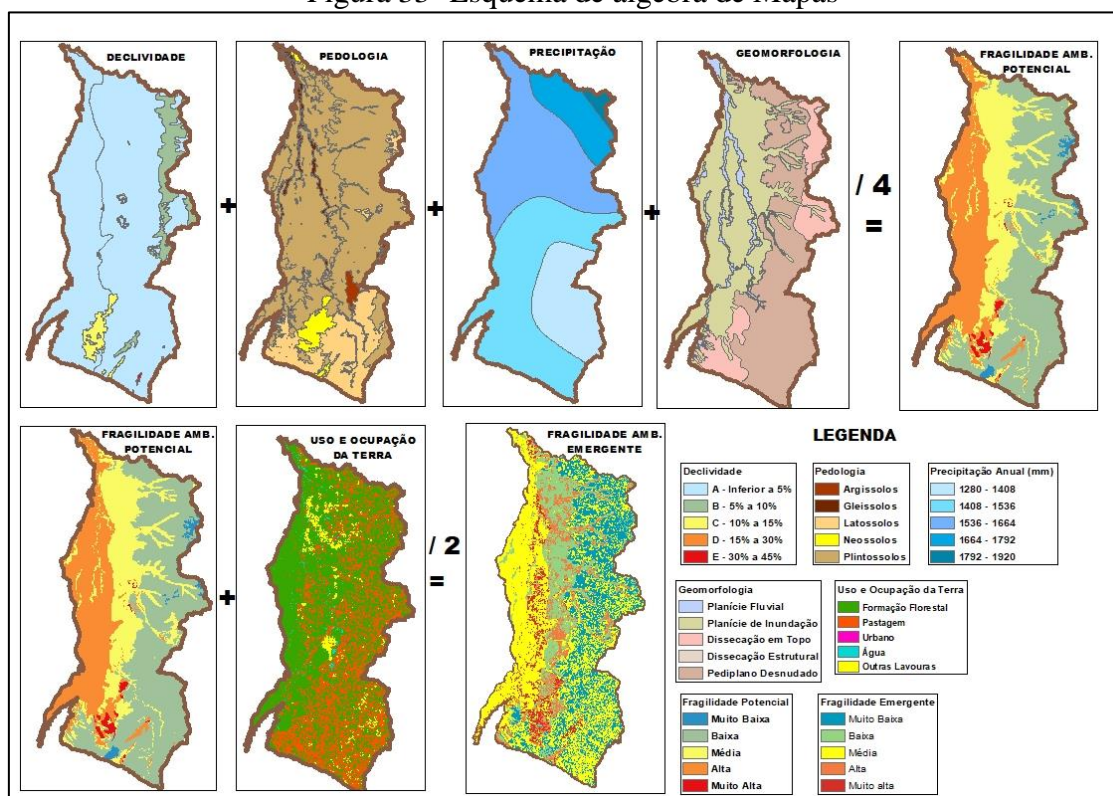 Figura 33- Esquema de álgebra de Mapas
DECLIVIDADE
+
PEDOLOGIA
+
PRECIPITAÇÃO
+
GEOMORFOLOGIA
/ 4
=
FRAGILIDADE AMB.
POTENCIAL
FRAGILIDADE AMB.
POTENCIAL
+
USO E OCUPAÇÃO
DA TERRA
/ 2
=
FRAGILIDADE AMB.
EMERGENTE
LEGENDA
Declividade
A - Inferior a 5%
B - 5% a 10%
C - 10% a 15%
D - 15% a 30%
E - 30% a 45%
Pedologia
Argissolos
Gleissolos
Latossolos
Neossolos
Plintossolos
Precipitação Anual (mm)
1280 - 1408
1408 - 1536
1536 - 1664
1664 - 1792
1792 - 1920
Geomorfologia
Planície Fluvial
Planície de Inundação
Dissecação em Topo
Dissecação Estrutural
Pediplano Desnudado
Uso e Ocupação da Terra
Formação Florestal
Pastagem
Urbano
Água
Outras Lavouras
Fragilidade Potencial
Muito Baixa
Baixa
Média
Alta
Muito Alta
Fragilidade Emergente
Muito Baixa
Baixa
Média
Alta
Muito alta